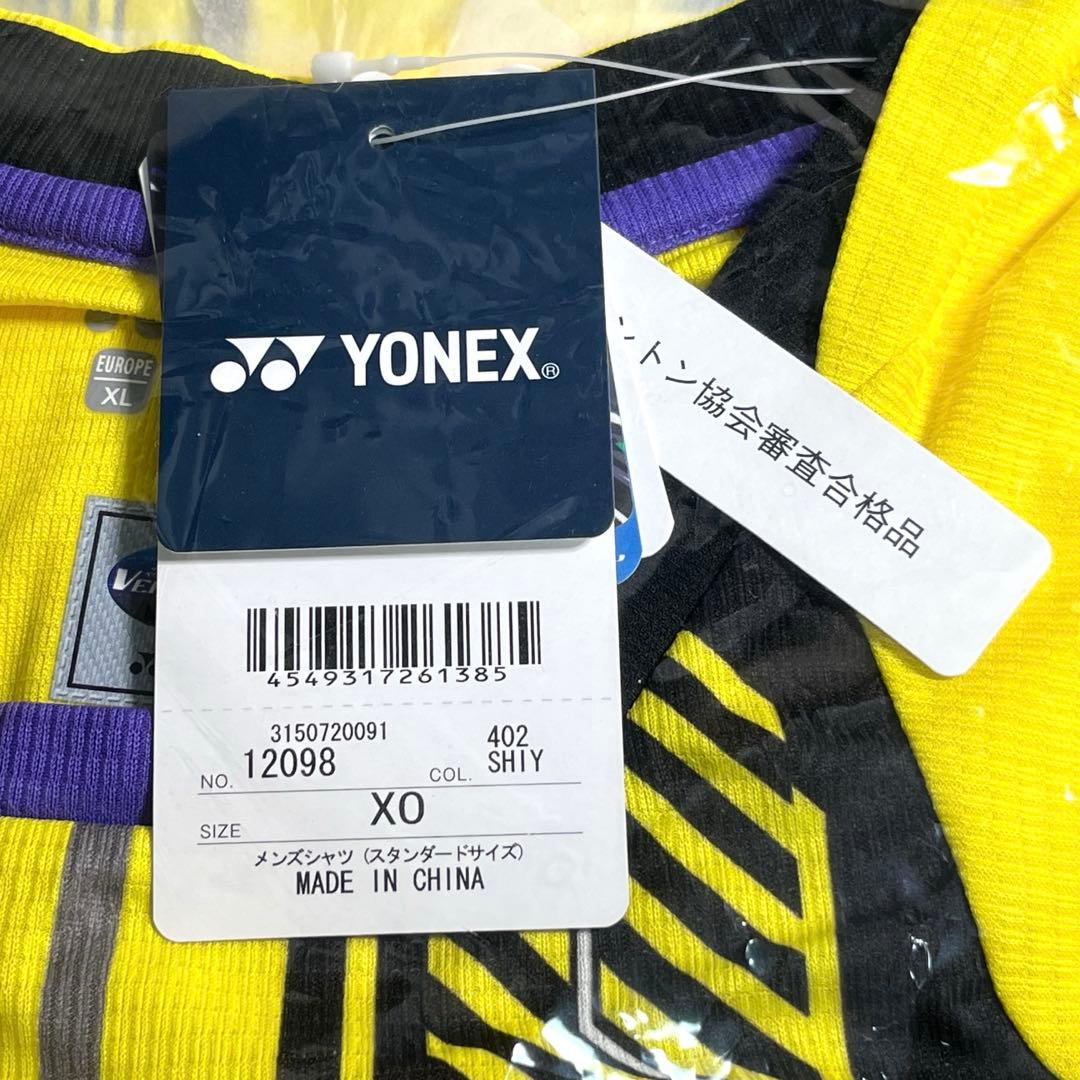 YONEX®
EUROPE
XL
ントン協会審査合格品
4549317261385
3150720091
402
NO. 12098
COL. SHIY
SIZE XO
メンズシャツ (スタンダードサイズ)
MADE IN CHINA